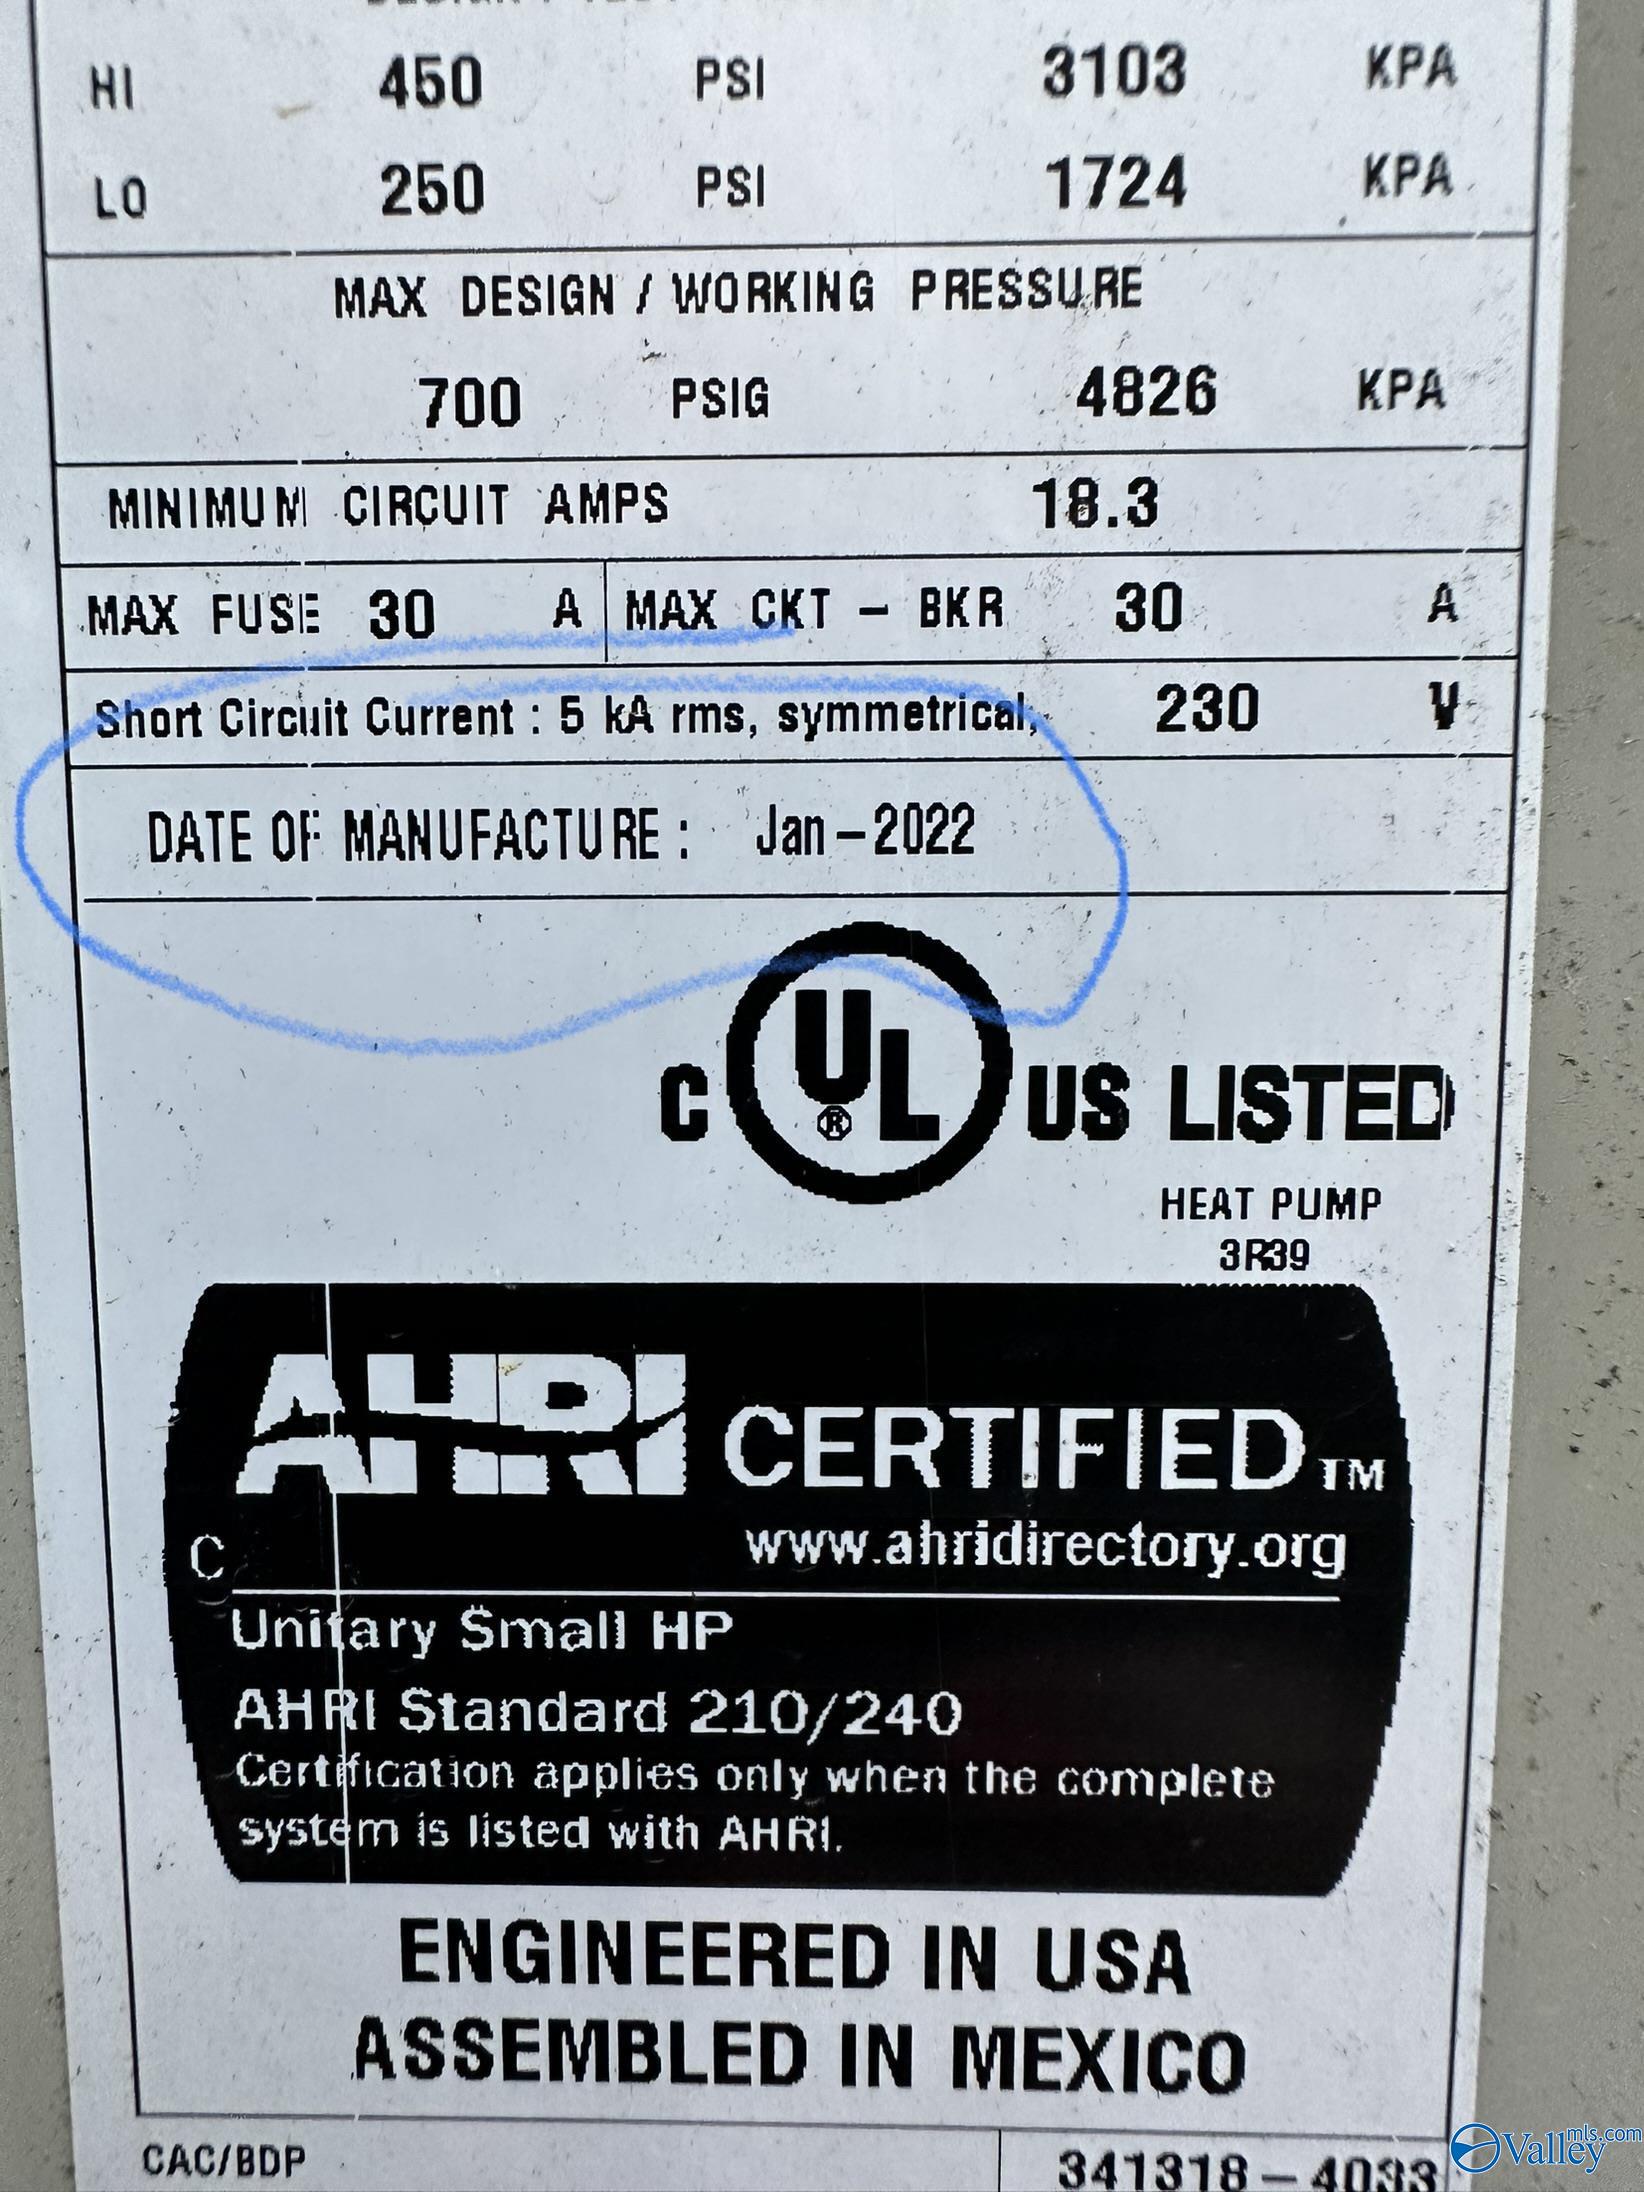 HI 450 PSI 3103 KPA
LO 250 PSI 1724 KPA
MAX DESIGN / WORKING PRESSURE
700 PSIG 4826 KPA
MINIMUM CIRCUIT AMPS 18.3
MAX FUSE 30 A MAX CKT - BKR 30 A
Short Circuit Current : 5 kA rms, symmetrical, 230 V
DATE OF MANUFACTURE : Jan-2022
C UL® US LISTED
HEAT PUMP
3R39
AHRI CERTIFIED TM
www.ahridirectory.org
C
Unitary Small HP
AHRI Standard 210/240
Certification applies only when the complete
system is listed with AHRI.
ENGINEERED IN USA
ASSEMBLED IN MEXICO
CAC/BDP 341318-4033
Valleymls.com